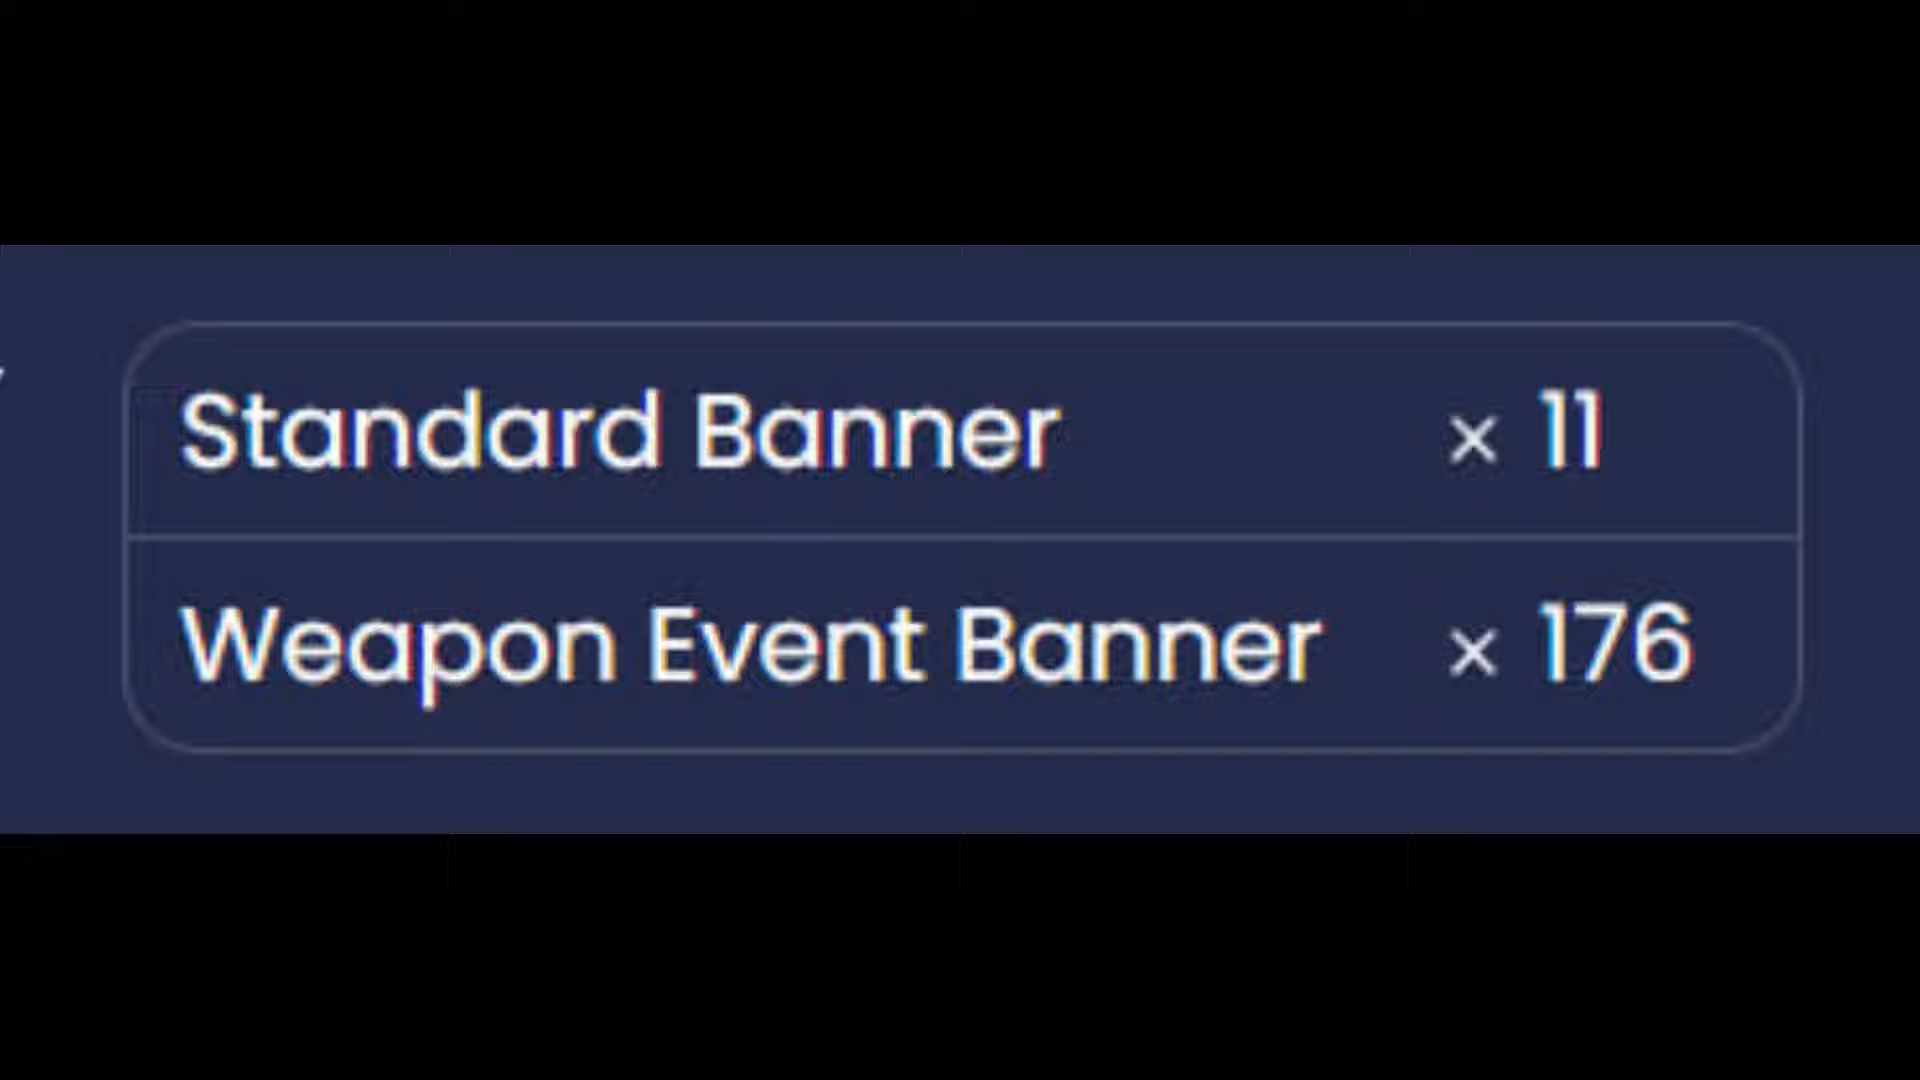 Standard Banner × 11
Weapon Event Banner × 176